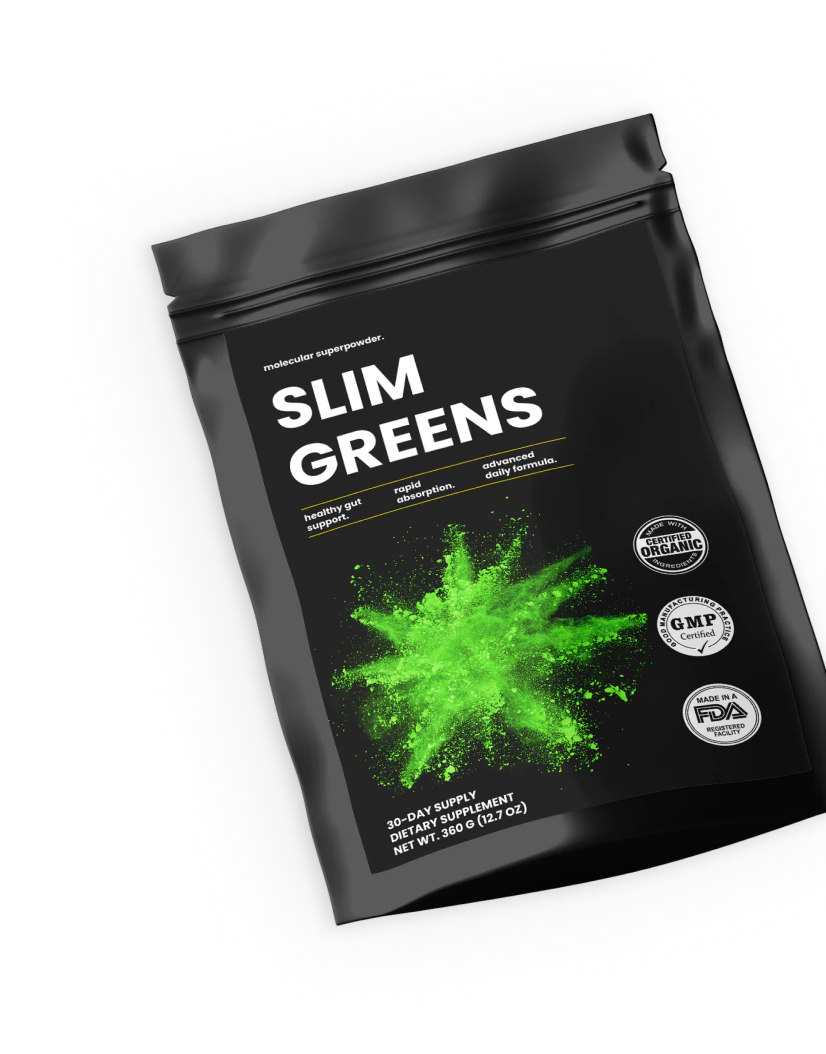 molecular superpowder.
SLIM
GREENS
healthy gut
support.
rapid
absorption.
advanced
daily formula.
MADE WITH
CERTIFIED
ORGANIC
INGREDIENTS
GOOD MANUFACTURING PRACTICE
GMP
Certified
MADE IN A
FDA
REGISTERED
FACILITY
30-DAY SUPPLY
DIETARY SUPPLEMENT
NET WT. 360 G (12.7 OZ)